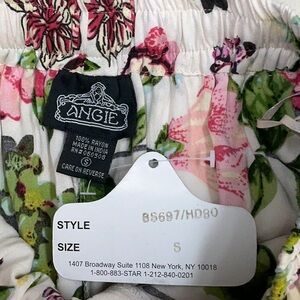 ANGIE
100% RAYON
MADE IN INDIA
S
CARE ON REVERSE
STYLE BS697/HD80
SIZE S
1407 Broadway Suite 1108 New York, NY 10018
1-800-883-STAR 1-212-840-0201